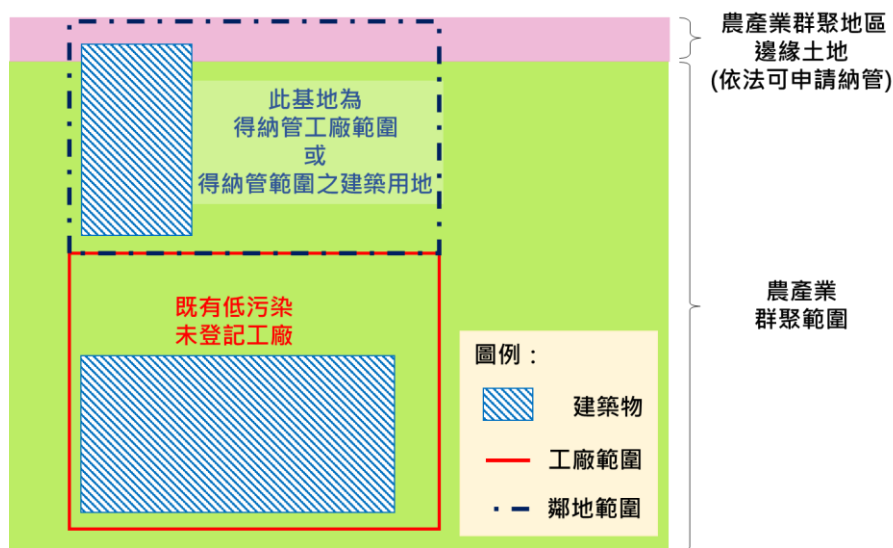 農產業群聚地區
邊緣土地
(依法可申請納管)
此基地為
得納管工廠範圍
或
得納管範圍之建築用地
農產業
群聚範圍
既有低污染
未登記工廠
圖例：
建築物
工廠範圍
鄰地範圍